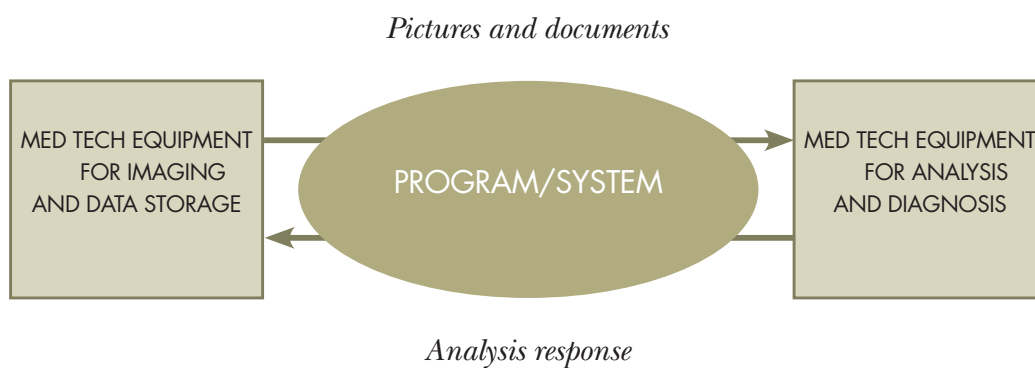 Pictures and documents
MED TECH EQUIPMENT
FOR IMAGING
AND DATA STORAGE
PROGRAM/SYSTEM
MED TECH EQUIPMENT
FOR ANALYSIS
AND DIAGNOSIS
Analysis response